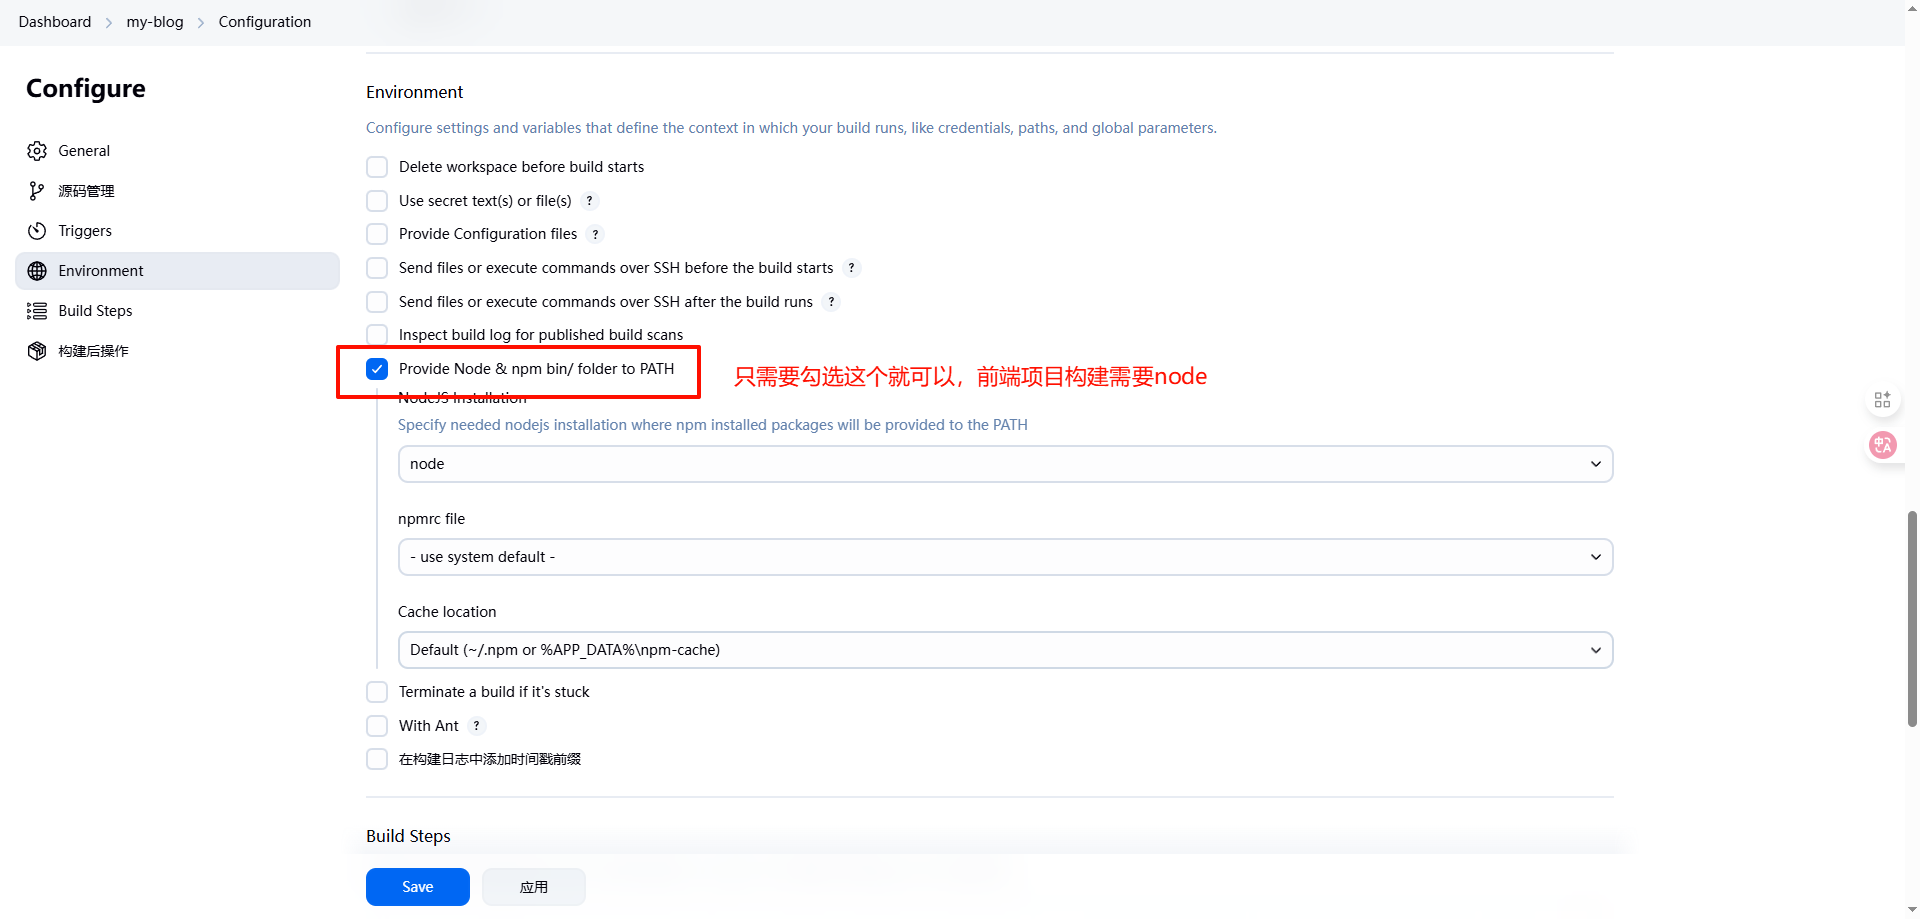 Dashboard
my-blog
Configuration
Configure
General
源码管理
Triggers
Environment
Build Steps
构建后操作
Environment
Configure settings and variables that define the context in which your build runs, like credentials, paths, and global parameters.
Delete workspace before build starts
Use secret text(s) or file(s) ?
Provide Configuration files ?
Send files or execute commands over SSH before the build starts ?
Send files or execute commands over SSH after the build runs ?
Inspect build log for published build scans
Provide Node & npm bin/ folder to PATH
只需要勾选这个就可以，前端项目构建需要node
NodeJS Installation
Specify needed nodejs installation where npm installed packages will be provided to the PATH
node
npmrc file
- use system default -
Cache location
Default (~/.npm or %APP_DATA%\npm-cache)
Terminate a build if it's stuck
With Ant ?
在构建日志中添加时间戳前缀
Build Steps
Save
应用
中A